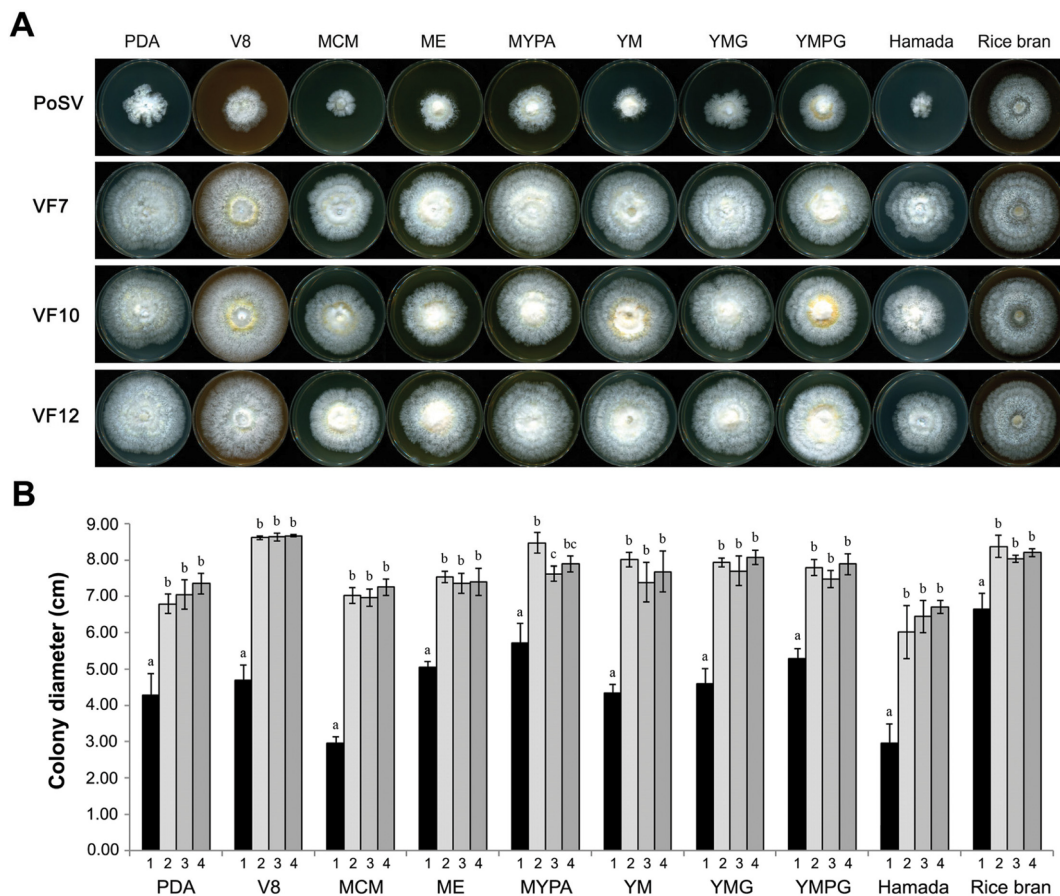 A
PDA V8 MCM ME MYPA YM YMG YMPG Hamada Rice bran
PoSV
VF7
VF10
VF12
B
Colony diameter (cm)
9.00
8.00
7.00
6.00
5.00
4.00
3.00
2.00
1.00
0.00
a b b b
a b b b
a b b b
a b b b
a b c bc
a b b b
a b b b
a b b b
a b b b
a b b b
1 2 3 4 1 2 3 4 1 2 3 4 1 2 3 4 1 2 3 4 1 2 3 4 1 2 3 4 1 2 3 4 1 2 3 4 1 2 3 4
PDA V8 MCM ME MYPA YM YMG YMPG Hamada Rice bran